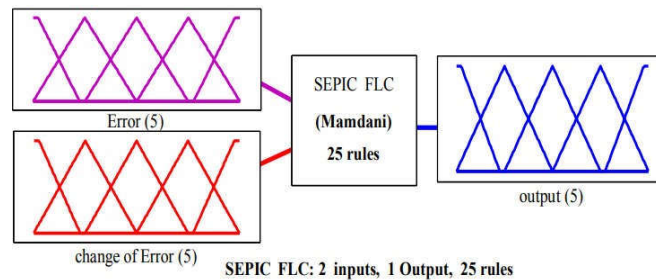 Error (5)
change of Error (5)
SEPIC FLC
(Mamdani)
25 rules
output (5)
SEPIC FLC: 2 inputs, 1 Output, 25 rules